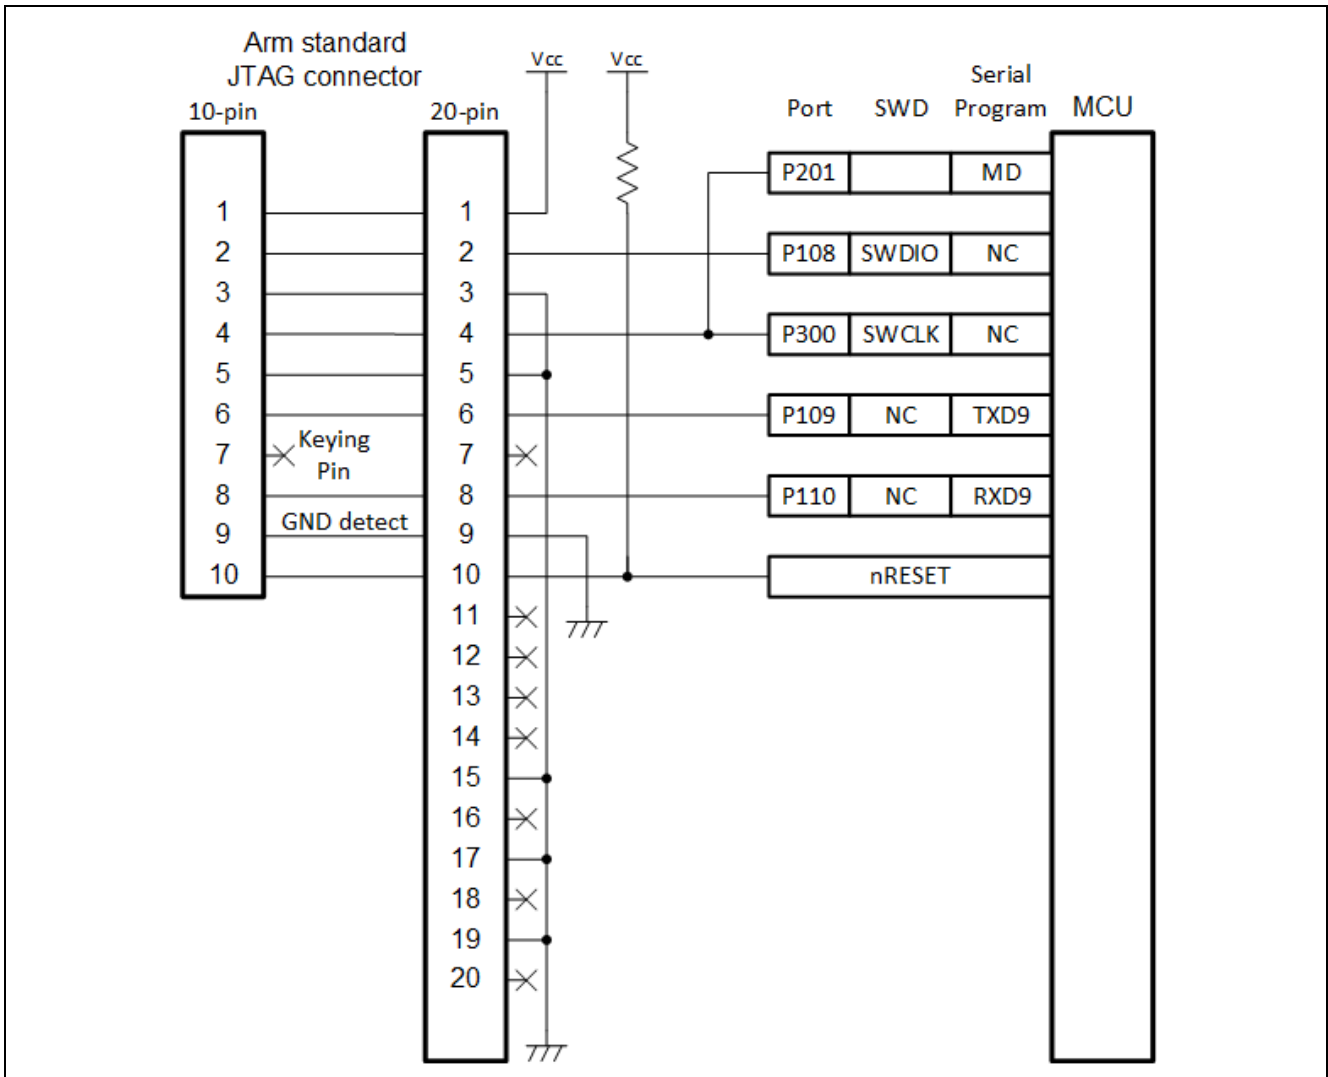 Arm standard
JTAG connector
10-pin
20-pin
Vcc
Vcc
Port
SWD
Serial
Program
MCU
P201
MD
1
1
2
2
P108
SWDIO
NC
3
3
4
4
P300
SWCLK
NC
5
5
6
6
P109
NC
TXD9
7
Keying
Pin
7
8
8
P110
NC
RXD9
GND detect
9
9
10
10
nRESET
11
12
13
14
15
16
17
18
19
20